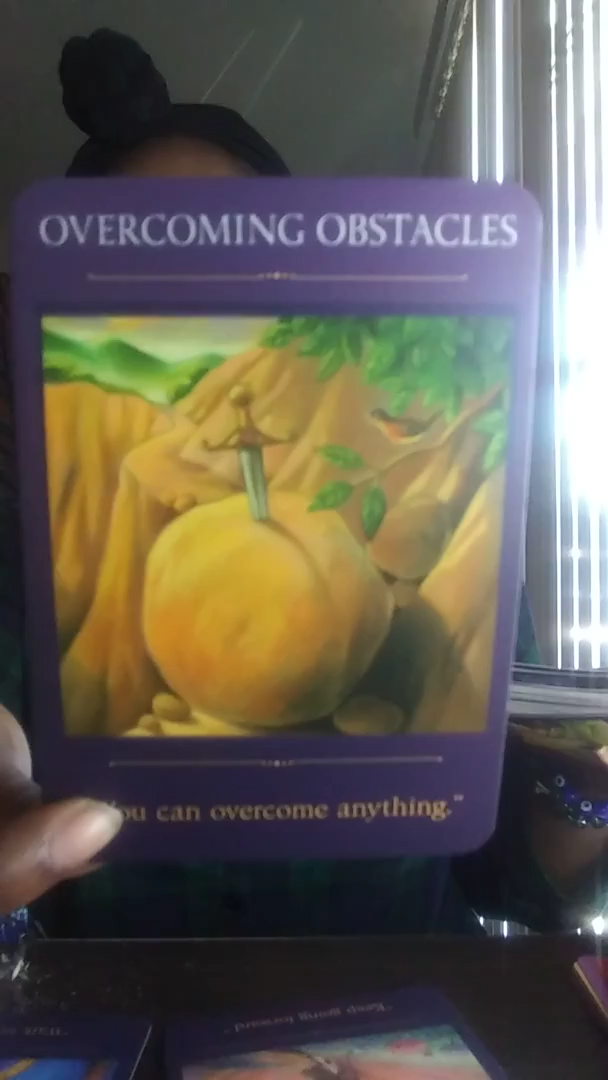 OVERCOMING OBSTACLES
You can overcome anything."
"Keep going forward"